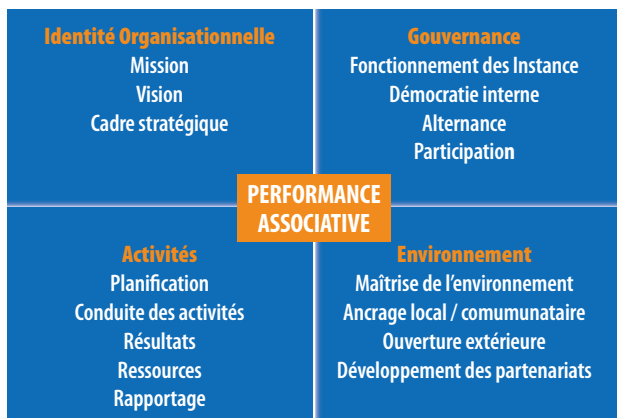 Identité Organisationnelle
Mission
Vision
Cadre stratégique
Gouvernance
Fonctionnement des Instance
Démocratie interne
Alternance
Participation
PERFORMANCE
ASSOCIATIVE
Activités
Planification
Conduite des activités
Résultats
Ressources
Rapportage
Environnement
Maîtrise de l'environnement
Ancrage local / comumunataire
Ouverture extérieure
Développement des partenariats